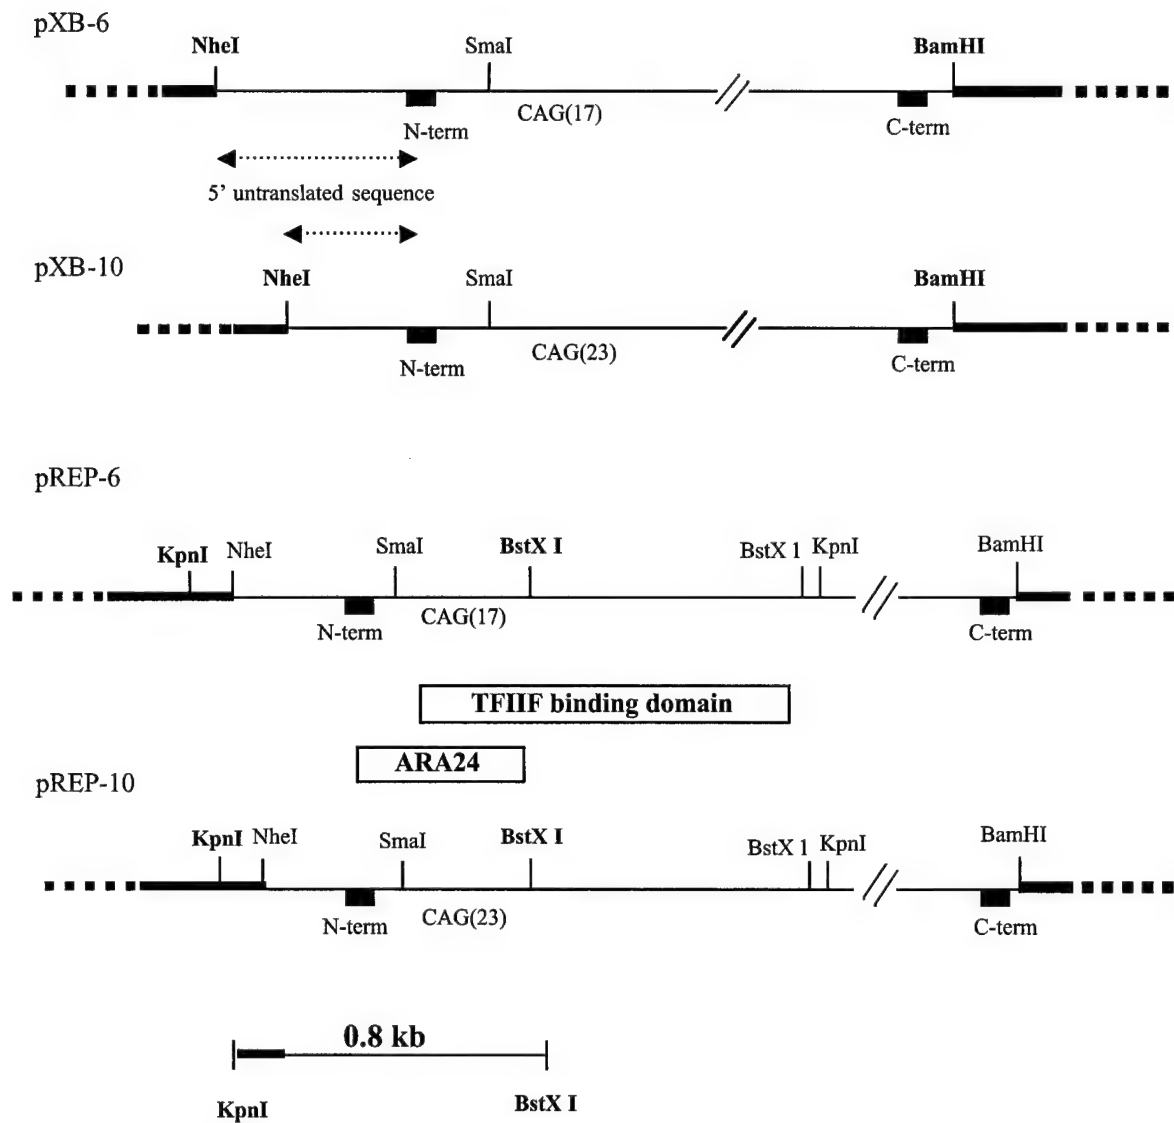 pXB-6
NheI SmaI BamHI
CAG(17)
N-term C-term
5’ untranslated sequence
pXB-10
NheI SmaI BamHI
CAG(23)
N-term C-term
pREP-6
KpnI NheI SmaI BstX I BstX 1 KpnI BamHI
CAG(17)
N-term C-term
TFIIF binding domain
ARA24
pREP-10
KpnI NheI SmaI BstX I BstX 1 KpnI BamHI
CAG(23)
N-term C-term
0.8 kb
KpnI BstX I